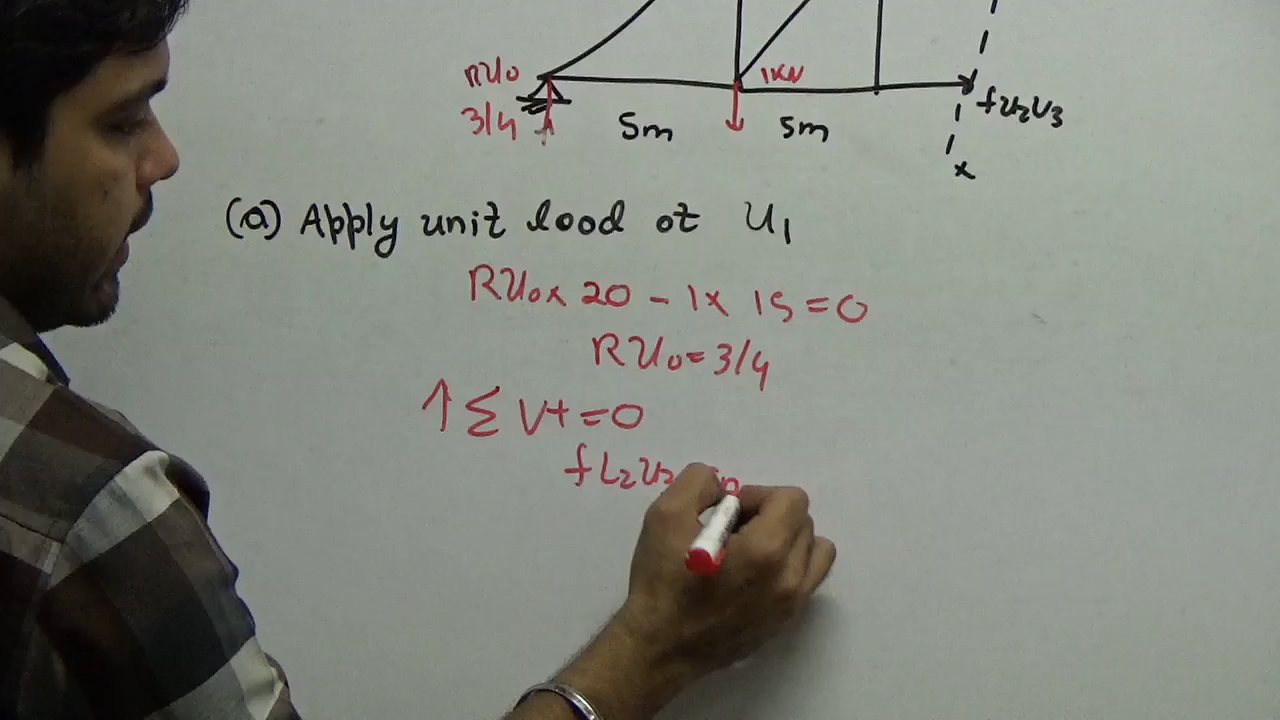 RU0 1KN
3/4 5m 5m fU2U3
x
(a) Apply unit load at U1
RU0 x 20 - 1 x 15 = 0
RU0 = 3/4
↑ Σ V+ = 0
fL2U3